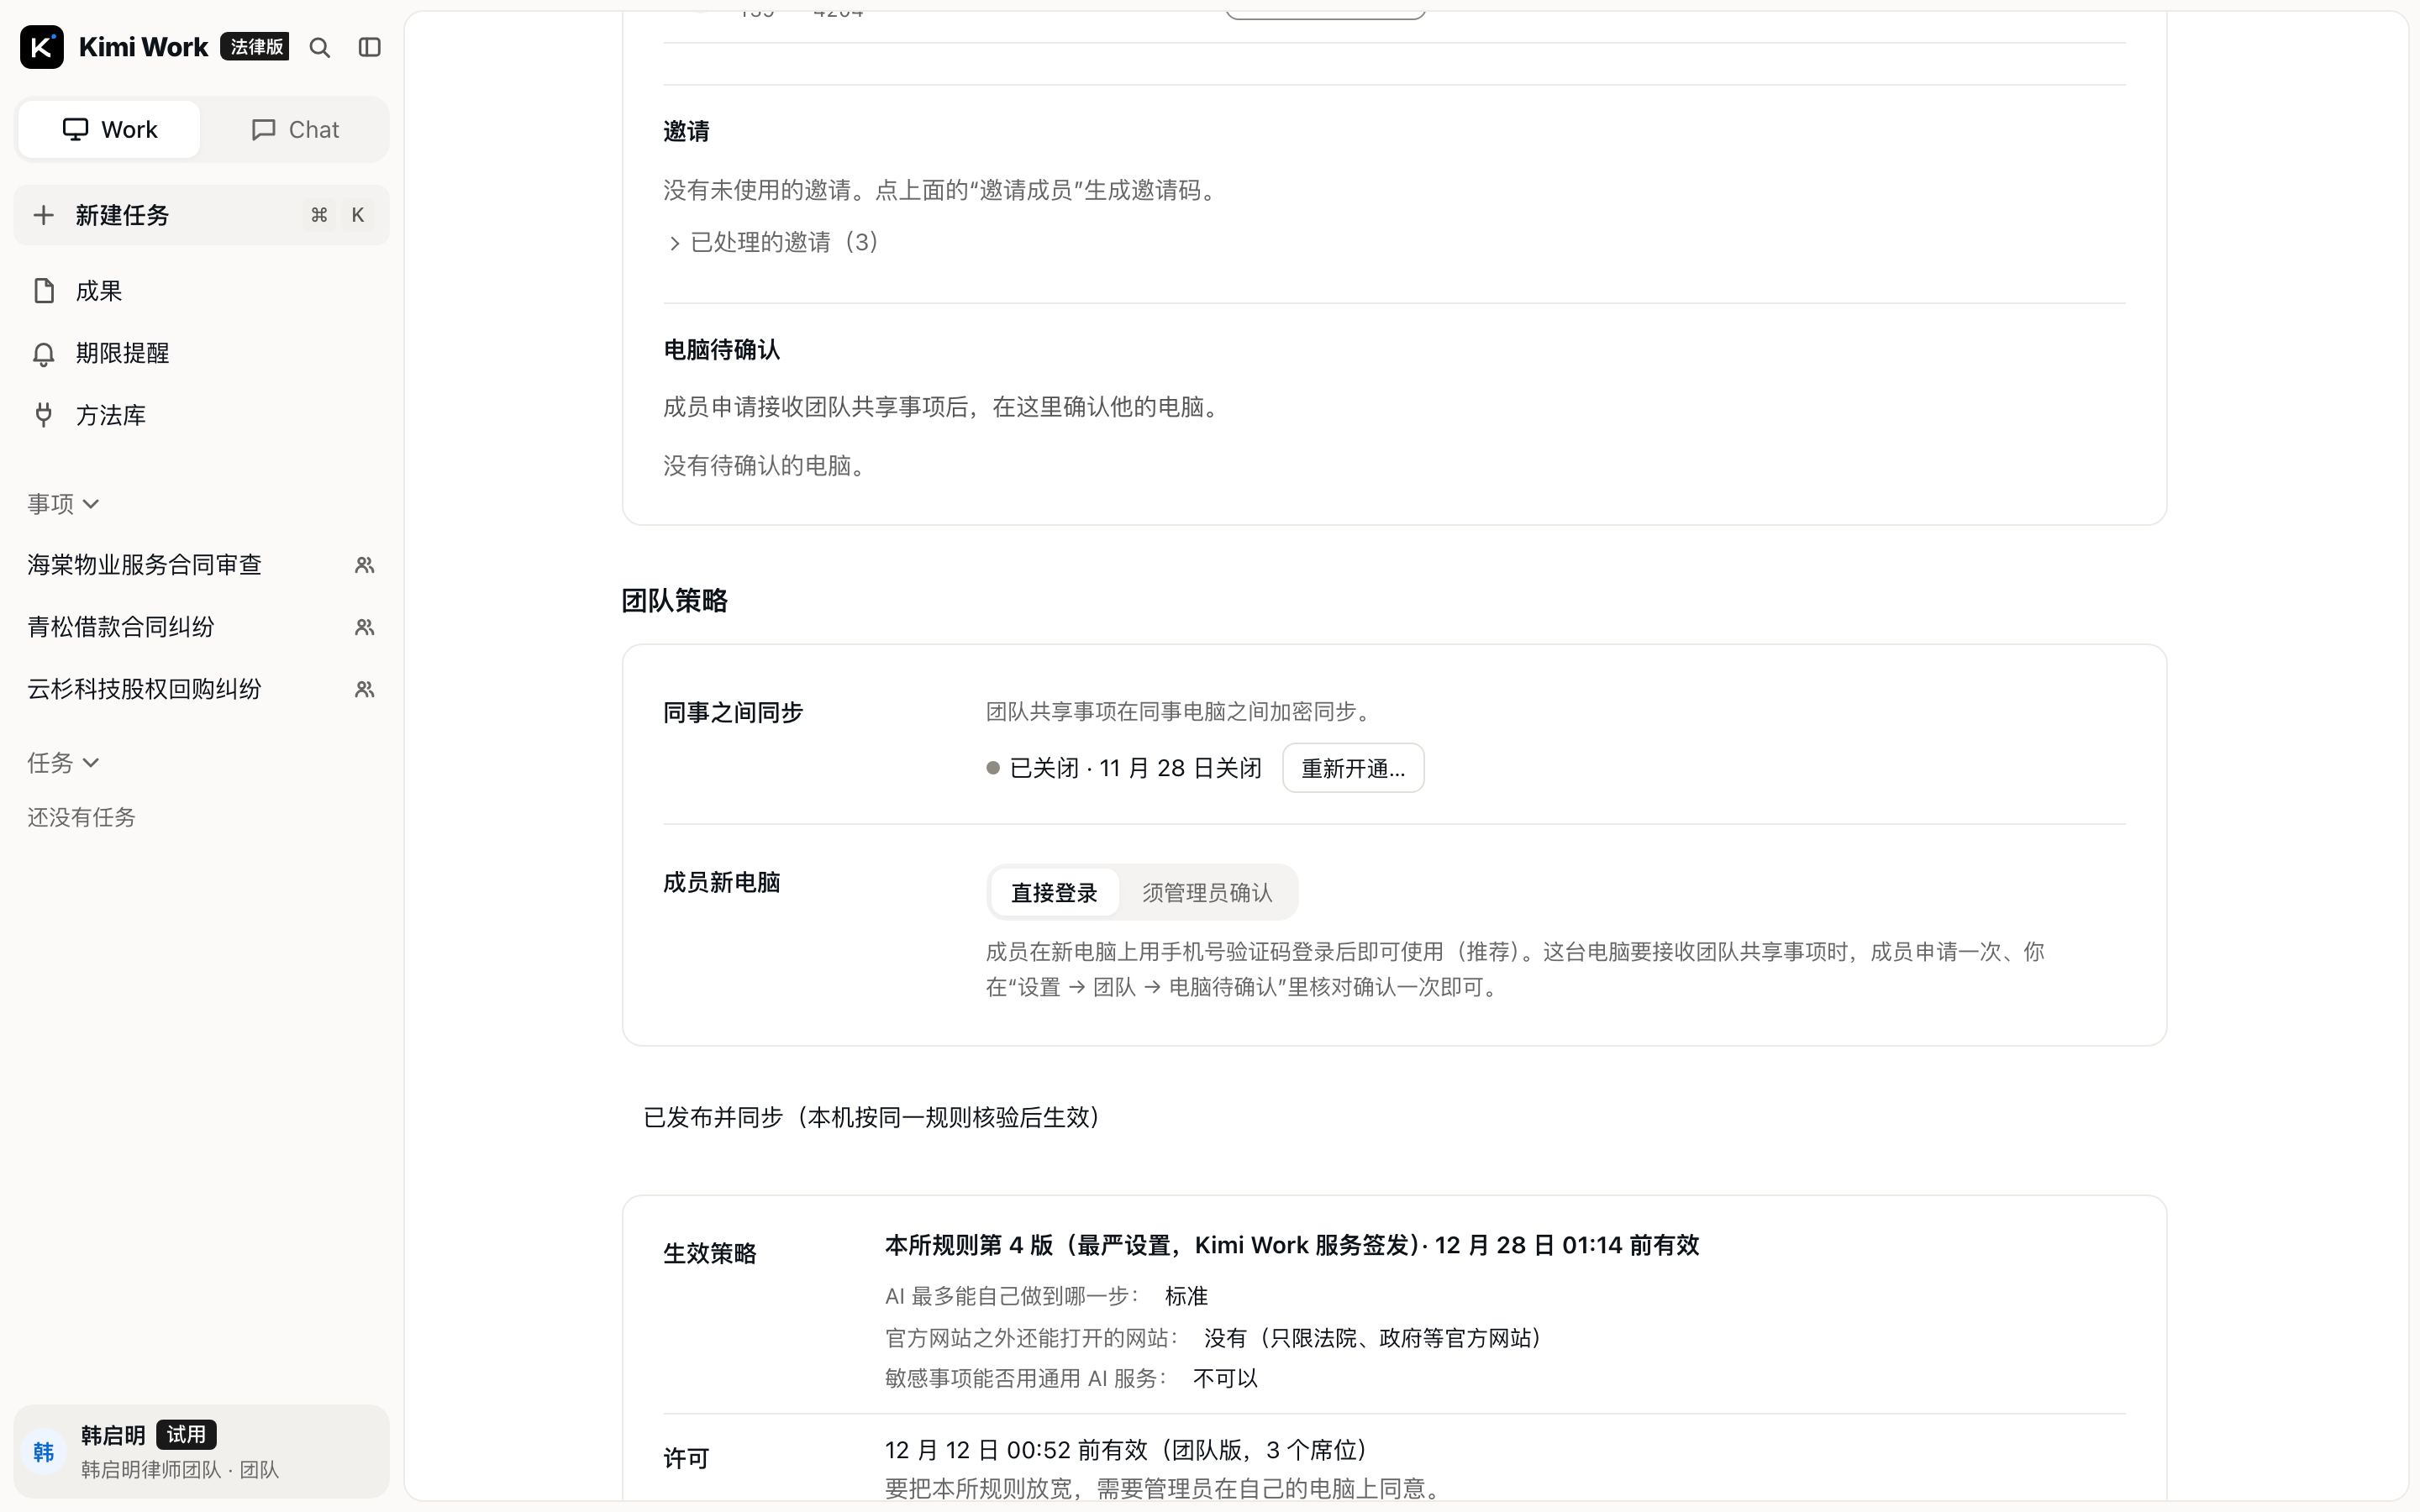 Kimi Work 法律版
Work
Chat
新建任务 ⌘ K
成果
期限提醒
方法库
事项
海棠物业服务合同审查
青松借款合同纠纷
云杉科技股权回购纠纷
任务
还没有任务
韩 韩启明 试用
韩启明律师团队 · 团队
邀请
没有未使用的邀请。点上面的“邀请成员”生成邀请码。
已处理的邀请（3）
电脑待确认
成员申请接收团队共享事项后，在这里确认他的电脑。
没有待确认的电脑。
团队策略
同事之间同步
团队共享事项在同事电脑之间加密同步。
已关闭 · 11 月 28 日关闭 重新开通...
成员新电脑
直接登录 须管理员确认
成员在新电脑上用手机号验证码登录后即可使用（推荐）。这台电脑要接收团队共享事项时，成员申请一次、你
在“设置 → 团队 → 电脑待确认”里核对确认一次即可。
已发布并同步（本机按同一规则核验后生效）
生效策略
本所规则第 4 版（最严设置，Kimi Work 服务签发）· 12 月 28 日 01:14 前有效
AI 最多能自己做到哪一步： 标准
官方网站之外还能打开的网站： 没有（只限法院、政府等官方网站）
敏感事项能否用通用 AI 服务： 不可以
许可
12 月 12 日 00:52 前有效（团队版，3 个席位）
要把本所规则放宽，需要管理员在自己的电脑上同意。